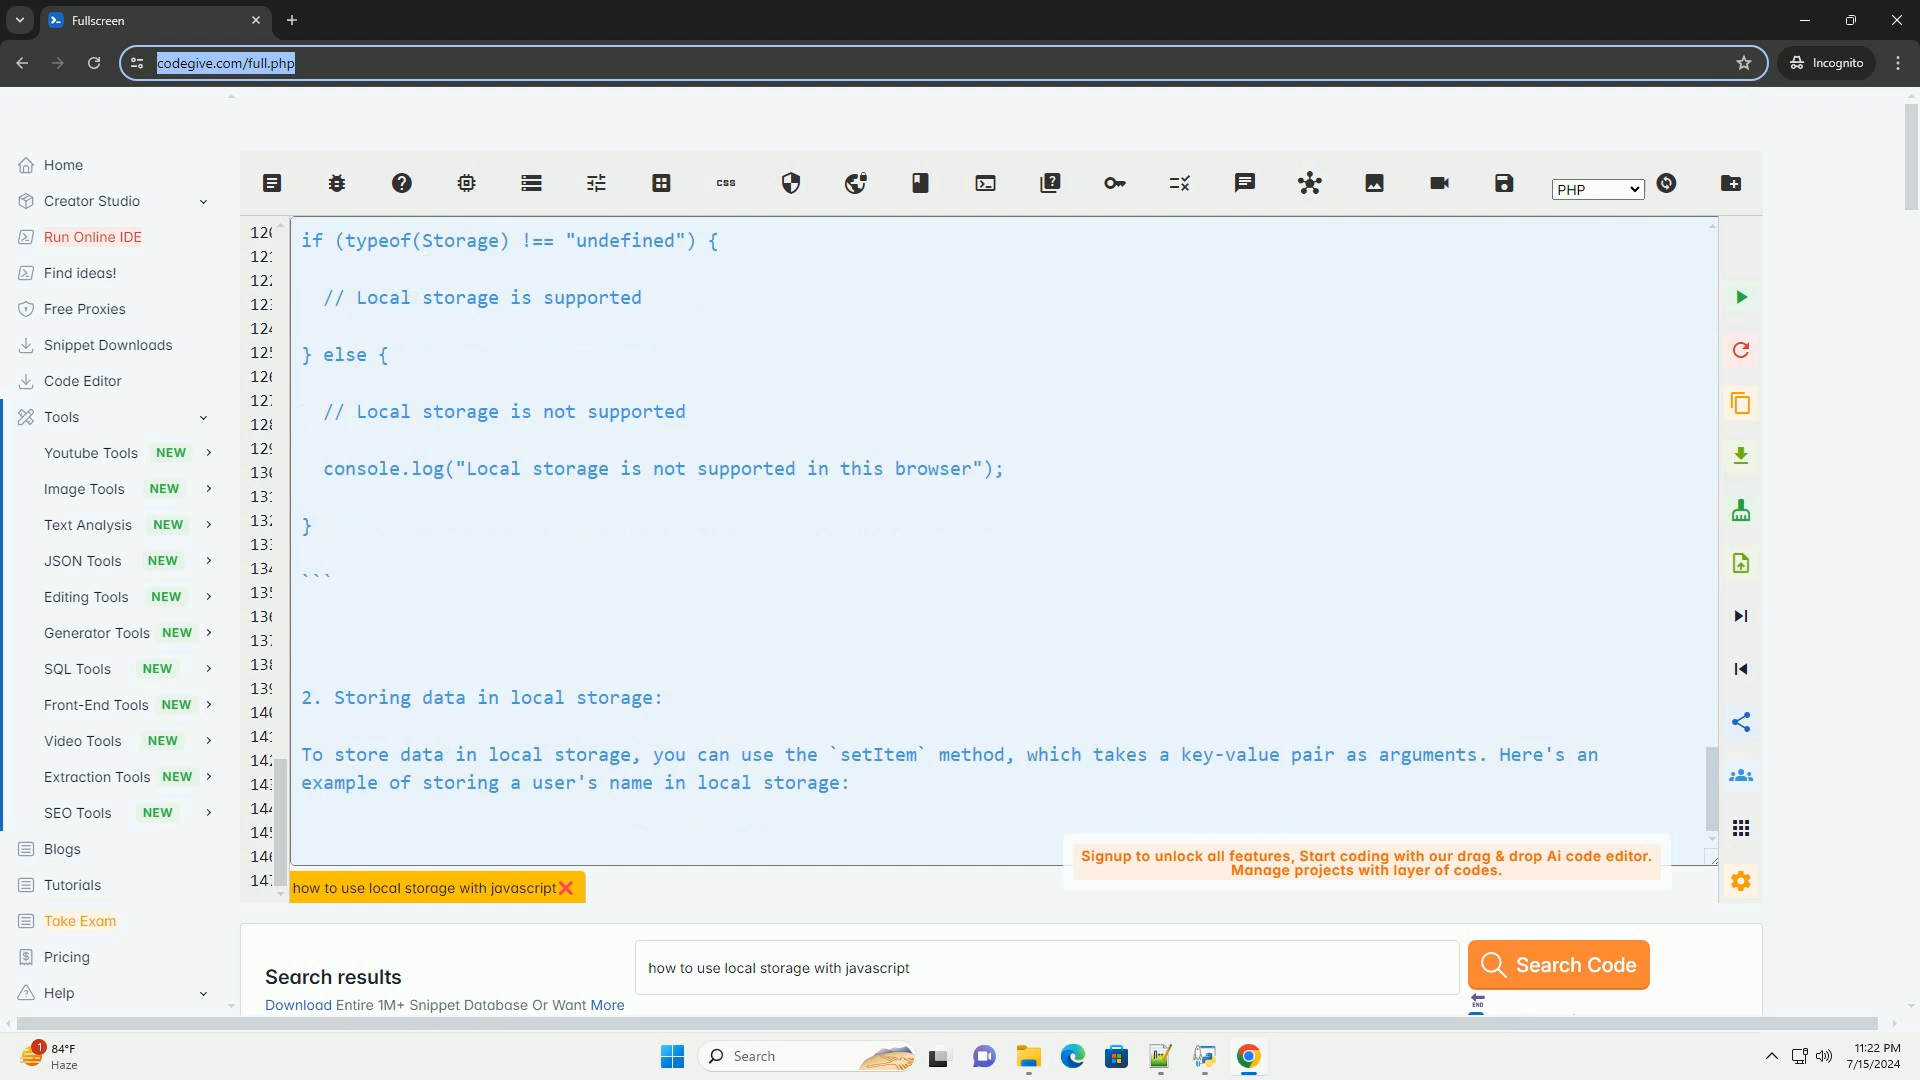 Fullscreen
codegive.com/full.php
Incognito
Home
Creator Studio
Run Online IDE
Find ideas!
Free Proxies
Snippet Downloads
Code Editor
Tools
Youtube Tools NEW
Image Tools NEW
Text Analysis NEW
JSON Tools NEW
Editing Tools NEW
Generator Tools NEW
SQL Tools NEW
Front-End Tools NEW
Video Tools NEW
Extraction Tools NEW
SEO Tools NEW
Blogs
Tutorials
Take Exam
Pricing
Help
css
PHP
if (typeof(Storage) !== "undefined") {
// Local storage is supported
} else {
// Local storage is not supported
console.log("Local storage is not supported in this browser");
}
```
2. Storing data in local storage:
To store data in local storage, you can use the `setItem` method, which takes a key-value pair as arguments. Here's an
example of storing a user's name in local storage:
Signup to unlock all features, Start coding with our drag & drop Ai code editor.
Manage projects with layer of codes.
how to use local storage with javascript
Search results
how to use local storage with javascript
Search Code
Download Entire 1M+ Snippet Database Or Want More
END
1
84°F
Haze
Search
11:22 PM
7/15/2024